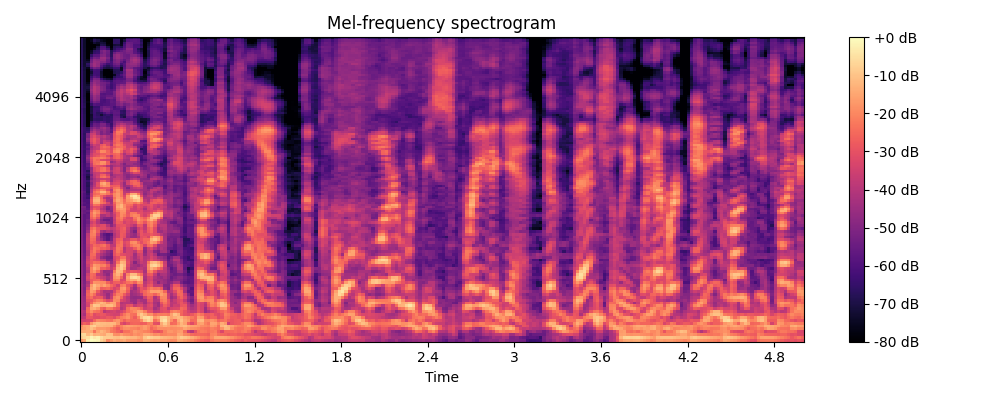 Mel-frequency spectrogram
+0 dB
4096
-10 dB
-20 dB
2048
-30 dB
Hz
-40 dB
1024
-50 dB
512
-60 dB
-70 dB
0
-80 dB
0 0.6 1.2 1.8 2.4 3 3.6 4.2 4.8
Time